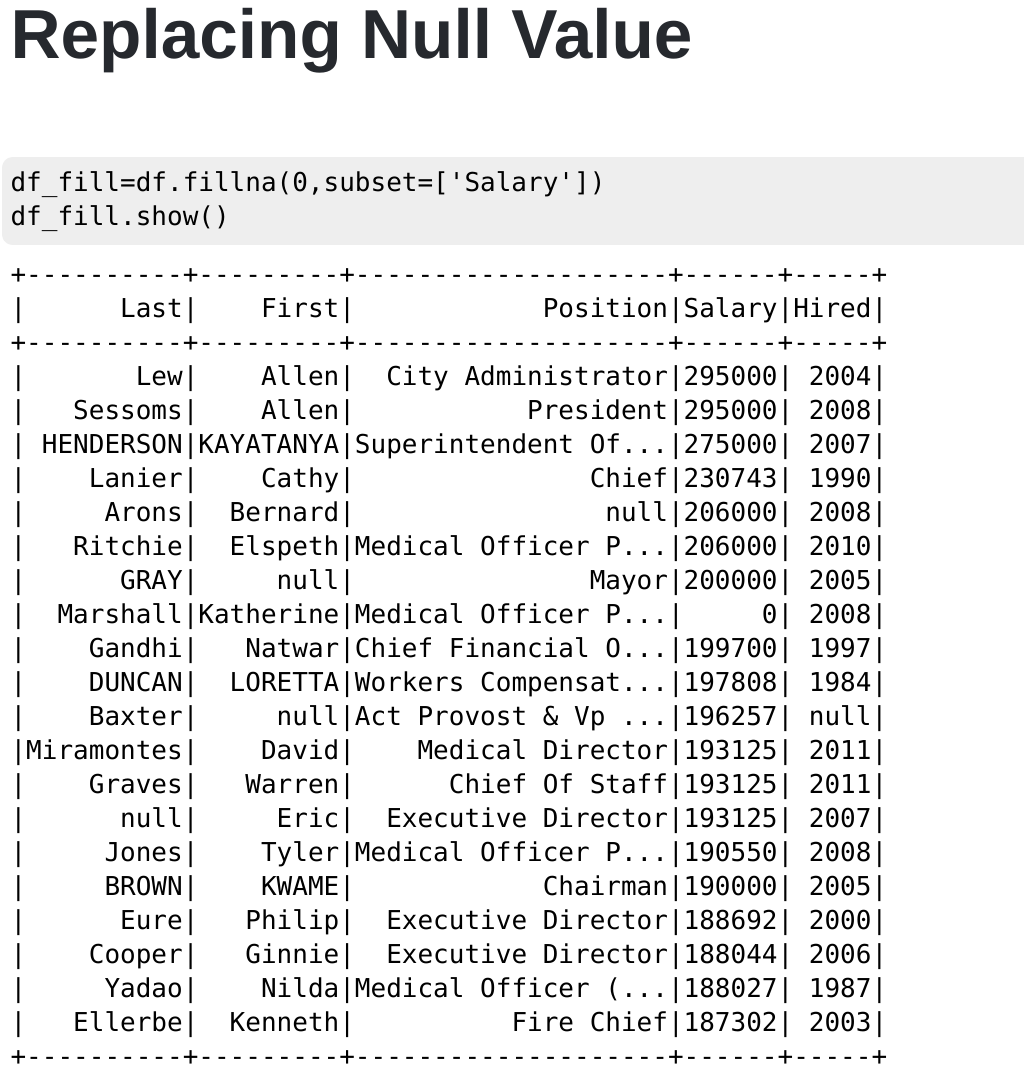 Replacing Null Value
df_fill=df.fillna(0,subset=['Salary'])
df_fill.show()
+----------+---------+--------------------+------+-----+
|      Last|    First|            Position|Salary|Hired|
+----------+---------+--------------------+------+-----+
|       Lew|    Allen|  City Administrator|295000| 2004|
|   Sessoms|    Allen|           President|295000| 2008|
| HENDERSON|KAYATANYA|Superintendent Of...|275000| 2007|
|    Lanier|    Cathy|               Chief|230743| 1990|
|     Arons|  Bernard|                null|206000| 2008|
|   Ritchie|  Elspeth|Medical Officer P...|206000| 2010|
|      GRAY|     null|               Mayor|200000| 2005|
|  Marshall|Katherine|Medical Officer P...|     0| 2008|
|    Gandhi|   Natwar|Chief Financial O...|199700| 1997|
|    DUNCAN|  LORETTA|Workers Compensat...|197808| 1984|
|    Baxter|     null|Act Provost & Vp ...|196257| null|
|Miramontes|    David|    Medical Director|193125| 2011|
|    Graves|   Warren|      Chief Of Staff|193125| 2011|
|      null|     Eric|  Executive Director|193125| 2007|
|     Jones|    Tyler|Medical Officer P...|190550| 2008|
|     BROWN|    KWAME|            Chairman|190000| 2005|
|      Eure|   Philip|  Executive Director|188692| 2000|
|    Cooper|   Ginnie|  Executive Director|188044| 2006|
|     Yadao|    Nilda|Medical Officer (...|188027| 1987|
|   Ellerbe|  Kenneth|          Fire Chief|187302| 2003|
+----------+---------+--------------------+------+-----+